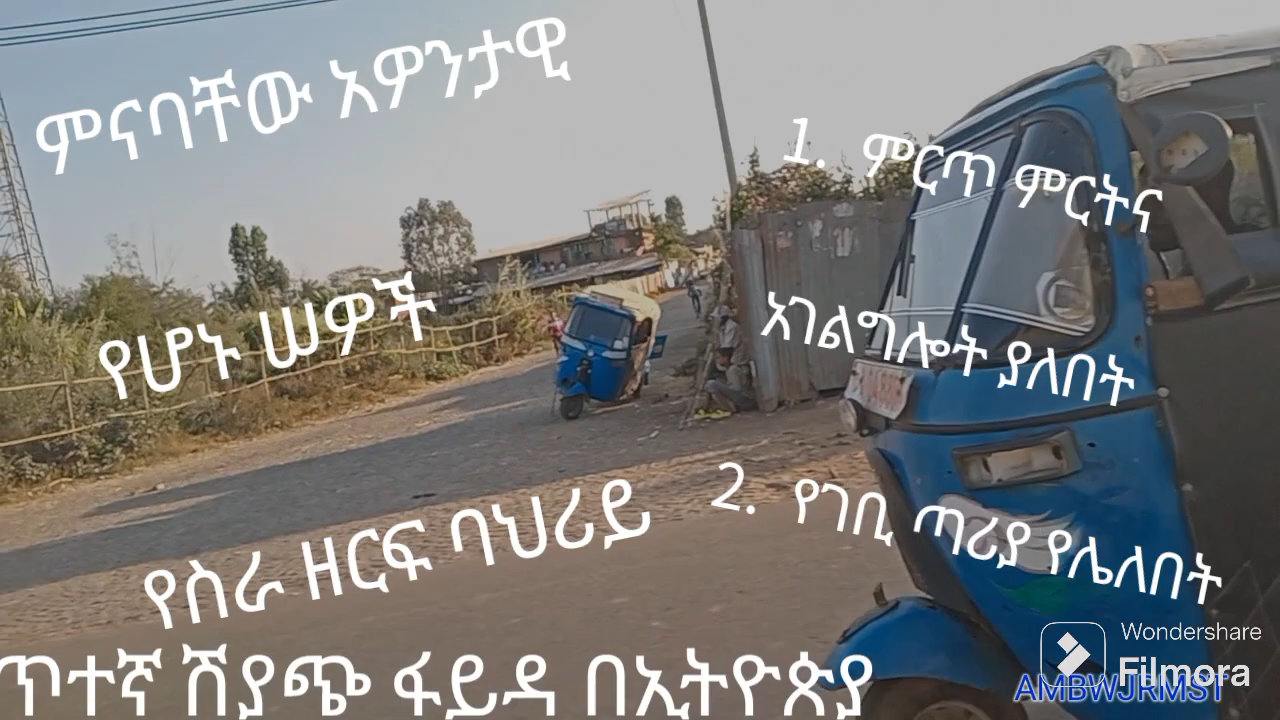 ምናባቸው አዎንታዊ
የሆኑ ሠዎች
የስራ ዘርፍ ባህሪይ
ጥተኛ ሽያጭ ፋይዳ በኢትዮጵያ
1. ምርጥ ምርትና
አገልግሎት ያለበት
2. የገቢ ጣሪያ የሌለበት
Wondershare
Filmora
AMBWJRMST